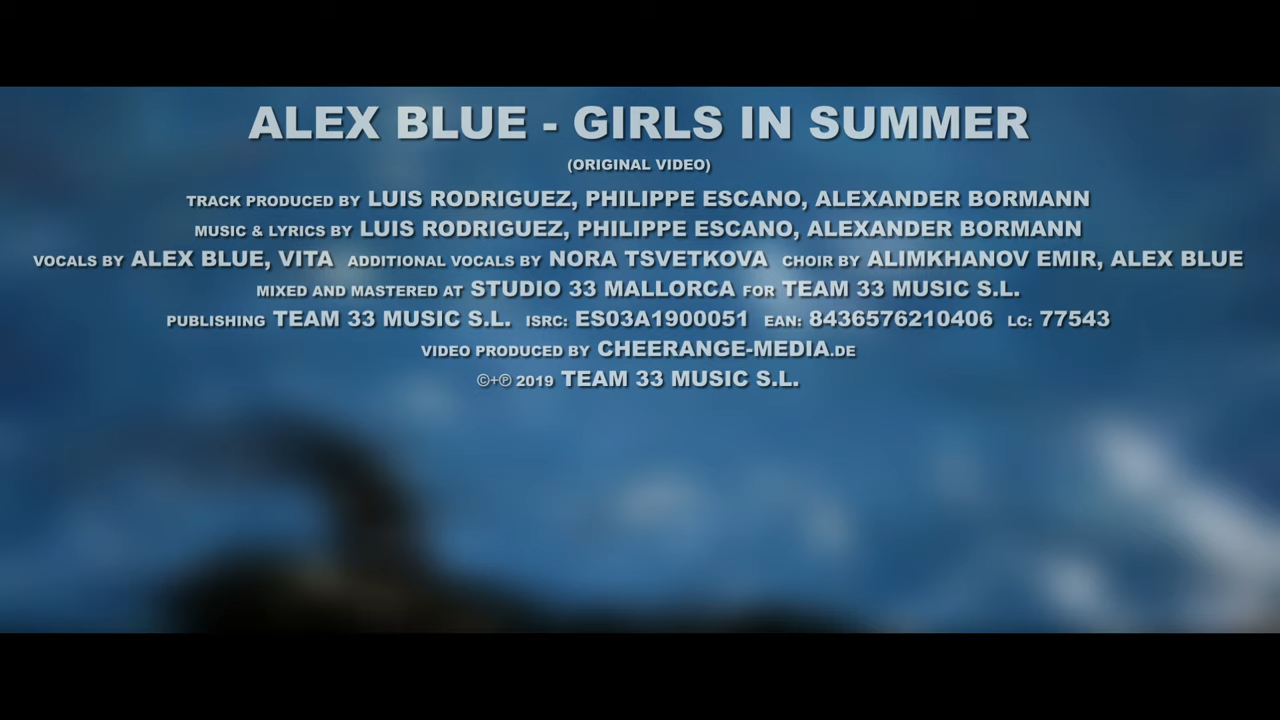 ALEX BLUE - GIRLS IN SUMMER
(ORIGINAL VIDEO)
TRACK PRODUCED BY LUIS RODRIGUEZ, PHILIPPE ESCANO, ALEXANDER BORMANN
MUSIC & LYRICS BY LUIS RODRIGUEZ, PHILIPPE ESCANO, ALEXANDER BORMANN
VOCALS BY ALEX BLUE, VITA ADDITIONAL VOCALS BY NORA TSVETKOVA CHOIR BY ALIMKHANOV EMIR, ALEX BLUE
MIXED AND MASTERED AT STUDIO 33 MALLORCA FOR TEAM 33 MUSIC S.L.
PUBLISHING TEAM 33 MUSIC S.L. ISRC: ES03A1900051 EAN: 8436576210406 LC: 77543
VIDEO PRODUCED BY CHEERANGE-MEDIA.DE
©+℗ 2019 TEAM 33 MUSIC S.L.